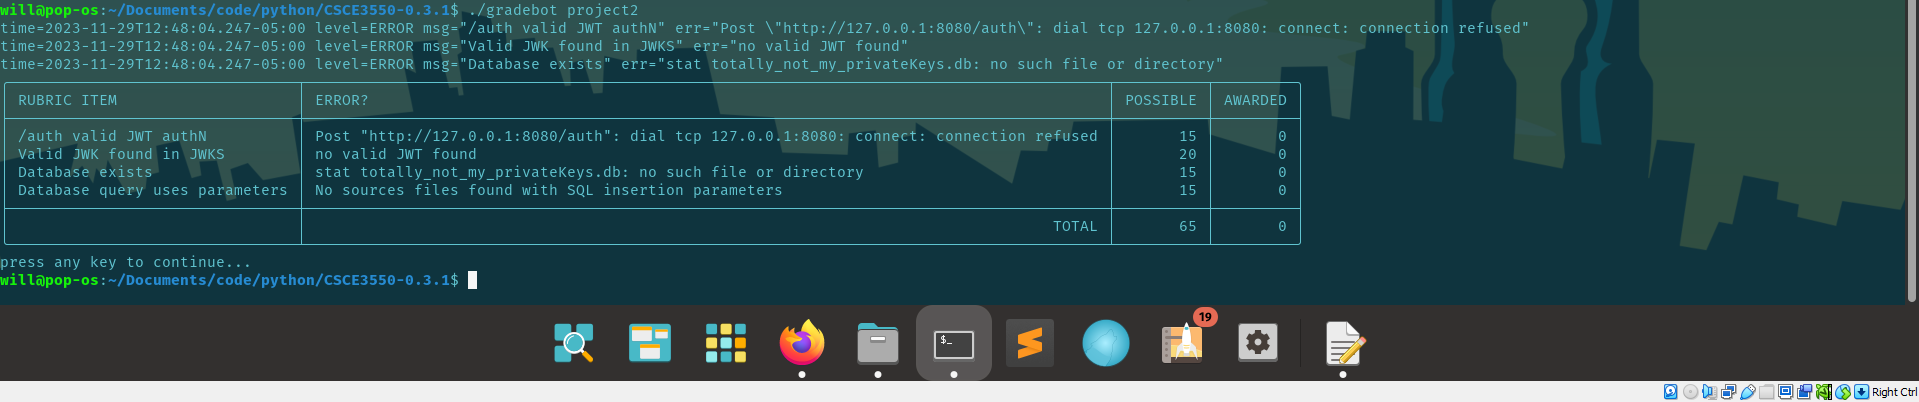 will@pop-os:~/Documents/code/python/CSCE3550-0.3.1$ ./gradebot project2
time=2023-11-29T12:48:04.247-05:00 level=ERROR msg="/auth valid JWT authN" err="Post \"http://127.0.0.1:8080/auth\": dial tcp 127.0.0.1:8080: connect: connection refused"
time=2023-11-29T12:48:04.247-05:00 level=ERROR msg="Valid JWK found in JWKS" err="no valid JWT found"
time=2023-11-29T12:48:04.247-05:00 level=ERROR msg="Database exists" err="stat totally_not_my_privateKeys.db: no such file or directory"
RUBRIC ITEM ERROR? POSSIBLE AWARDED
/auth valid JWT authN Post "http://127.0.0.1:8080/auth": dial tcp 127.0.0.1:8080: connect: connection refused 15 0
Valid JWK found in JWKS no valid JWT found 20 0
Database exists stat totally_not_my_privateKeys.db: no such file or directory 15 0
Database query uses parameters No sources files found with SQL insertion parameters 15 0
TOTAL 65 0
press any key to continue...
will@pop-os:~/Documents/code/python/CSCE3550-0.3.1$
19
$_
Right Ctrl